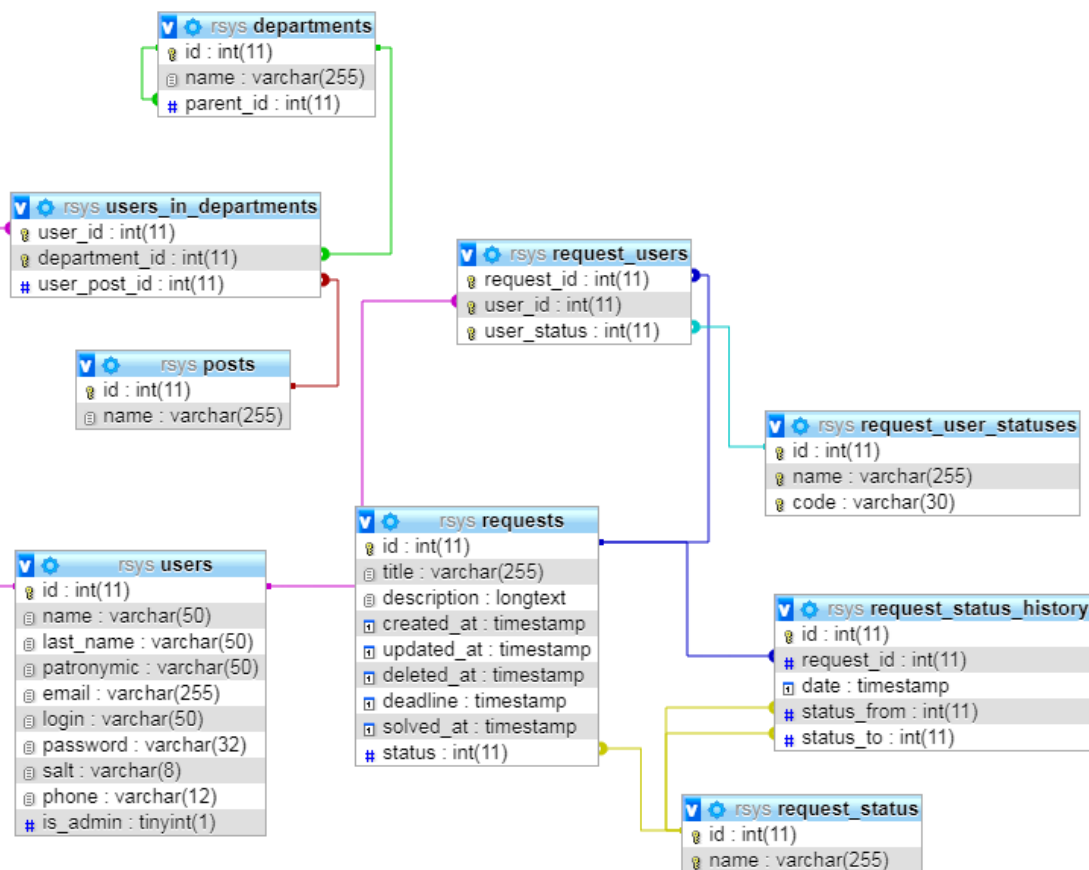 rsys departments
id : int(11)
name : varchar(255)
# parent_id : int(11)
rsys users_in_departments
user_id : int(11)
department_id : int(11)
# user_post_id : int(11)
rsys posts
id : int(11)
name : varchar(255)
rsys request_users
request_id : int(11)
user_id : int(11)
user_status : int(11)
rsys request_user_statuses
id : int(11)
name : varchar(255)
code : varchar(30)
rsys users
id : int(11)
name : varchar(50)
last_name : varchar(50)
patronymic : varchar(50)
email : varchar(255)
login : varchar(50)
password : varchar(32)
salt : varchar(8)
phone : varchar(12)
# is_admin : tinyint(1)
rsys requests
id : int(11)
title : varchar(255)
description : longtext
created_at : timestamp
updated_at : timestamp
deleted_at : timestamp
deadline : timestamp
solved_at : timestamp
# status : int(11)
rsys request_status_history
id : int(11)
# request_id : int(11)
date : timestamp
# status_from : int(11)
# status_to : int(11)
rsys request_status
id : int(11)
name : varchar(255)